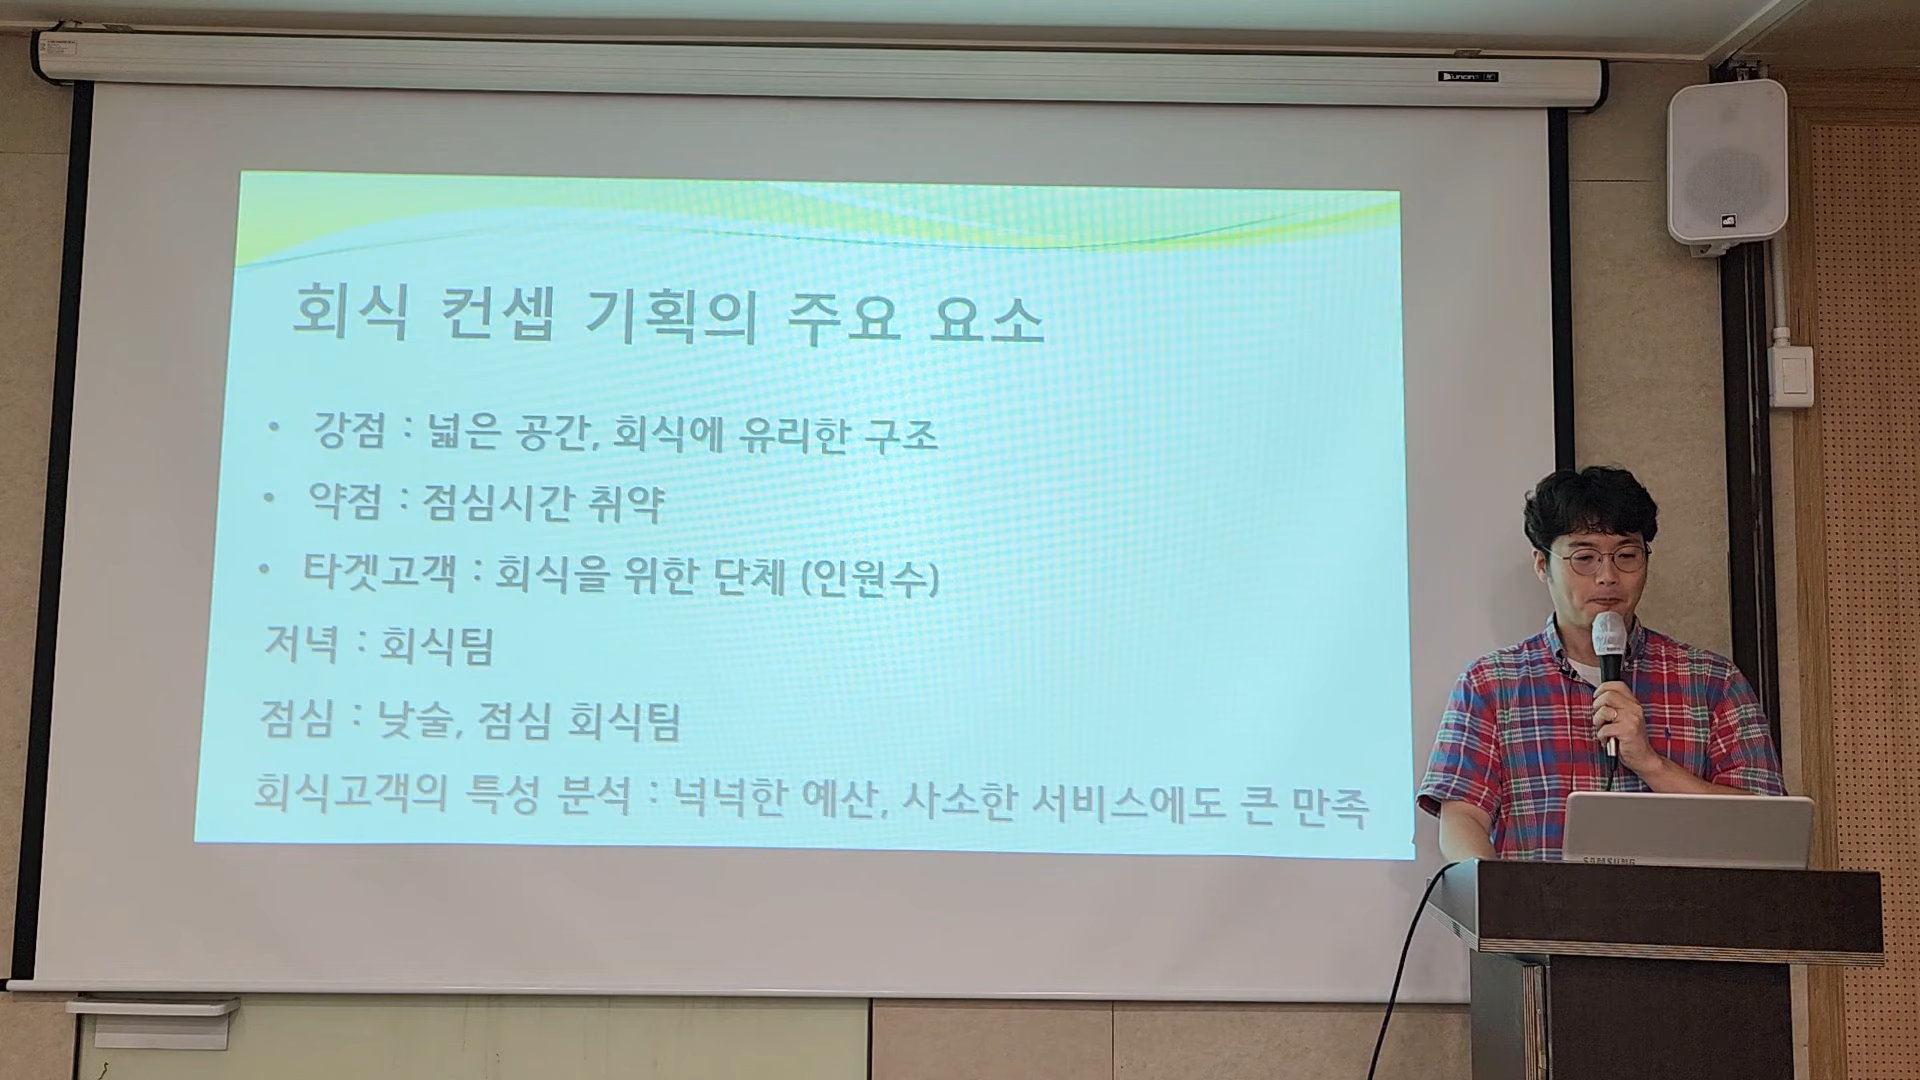 회식 컨셉 기획의 주요 요소
• 강점 : 넓은 공간, 회식에 유리한 구조
• 약점 : 점심시간 취약
• 타겟고객 : 회식을 위한 단체 (인원수)
저녁 : 회식팀
점심 : 낮술, 점심 회식팀
회식고객의 특성 분석 : 넉넉한 예산, 사소한 서비스에도 큰 만족
SAMSUNG